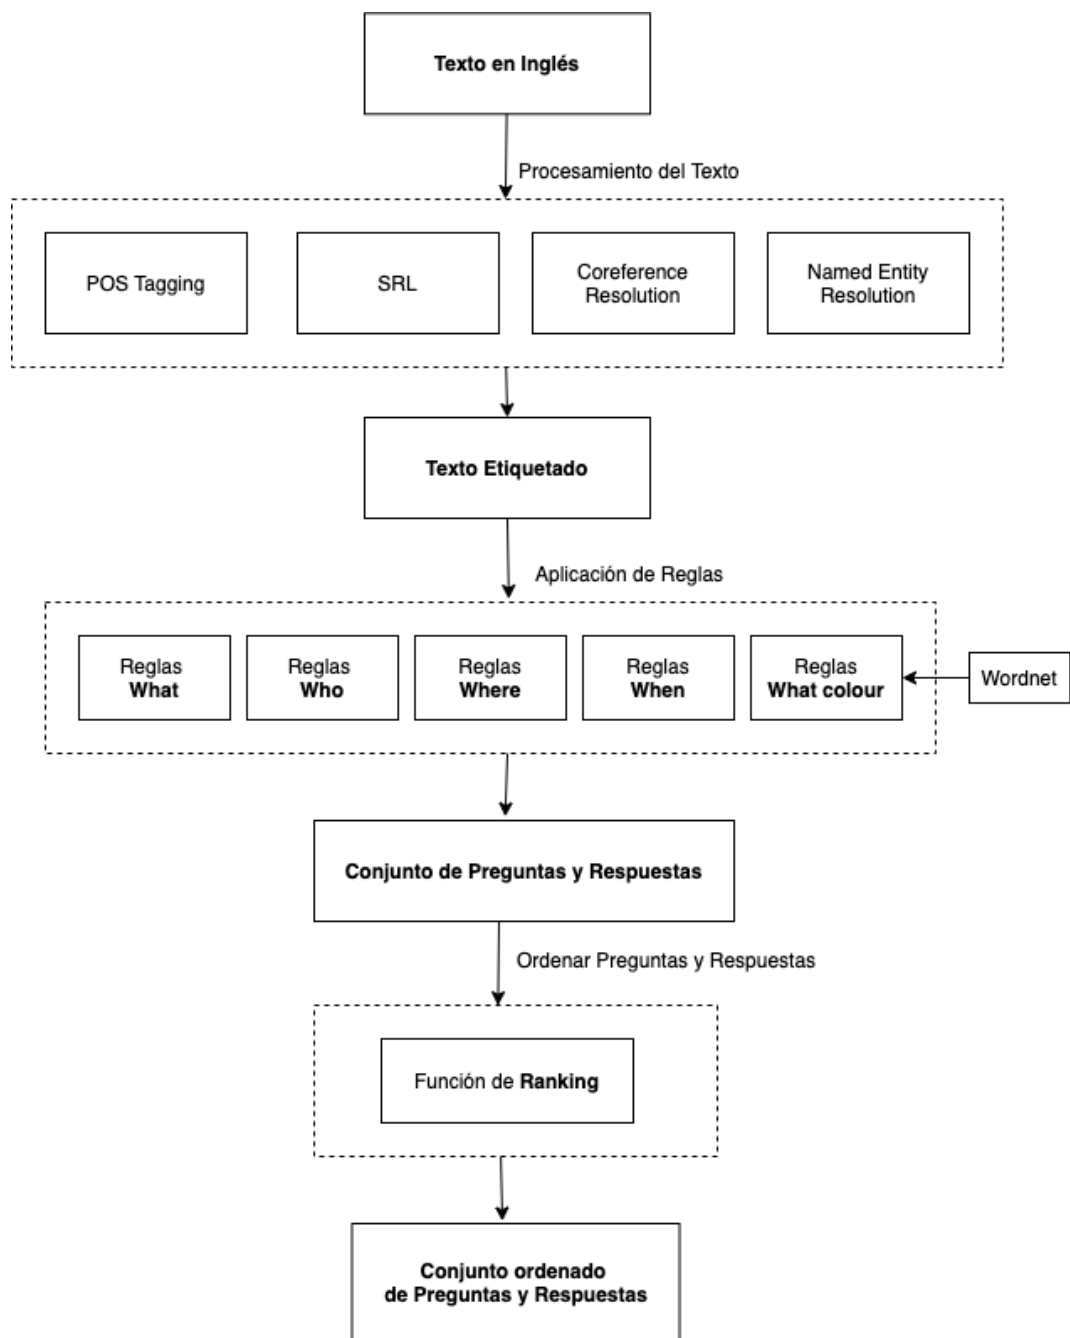 Texto en Inglés
Procesamiento del Texto
POS Tagging
SRL
Coreference
Resolution
Named Entity
Resolution
Texto Etiquetado
Aplicación de Reglas
Reglas
What
Reglas
Who
Reglas
Where
Reglas
When
Reglas
What colour
Wordnet
Conjunto de Preguntas y Respuestas
Ordenar Preguntas y Respuestas
Función de Ranking
Conjunto ordenado
de Preguntas y Respuestas